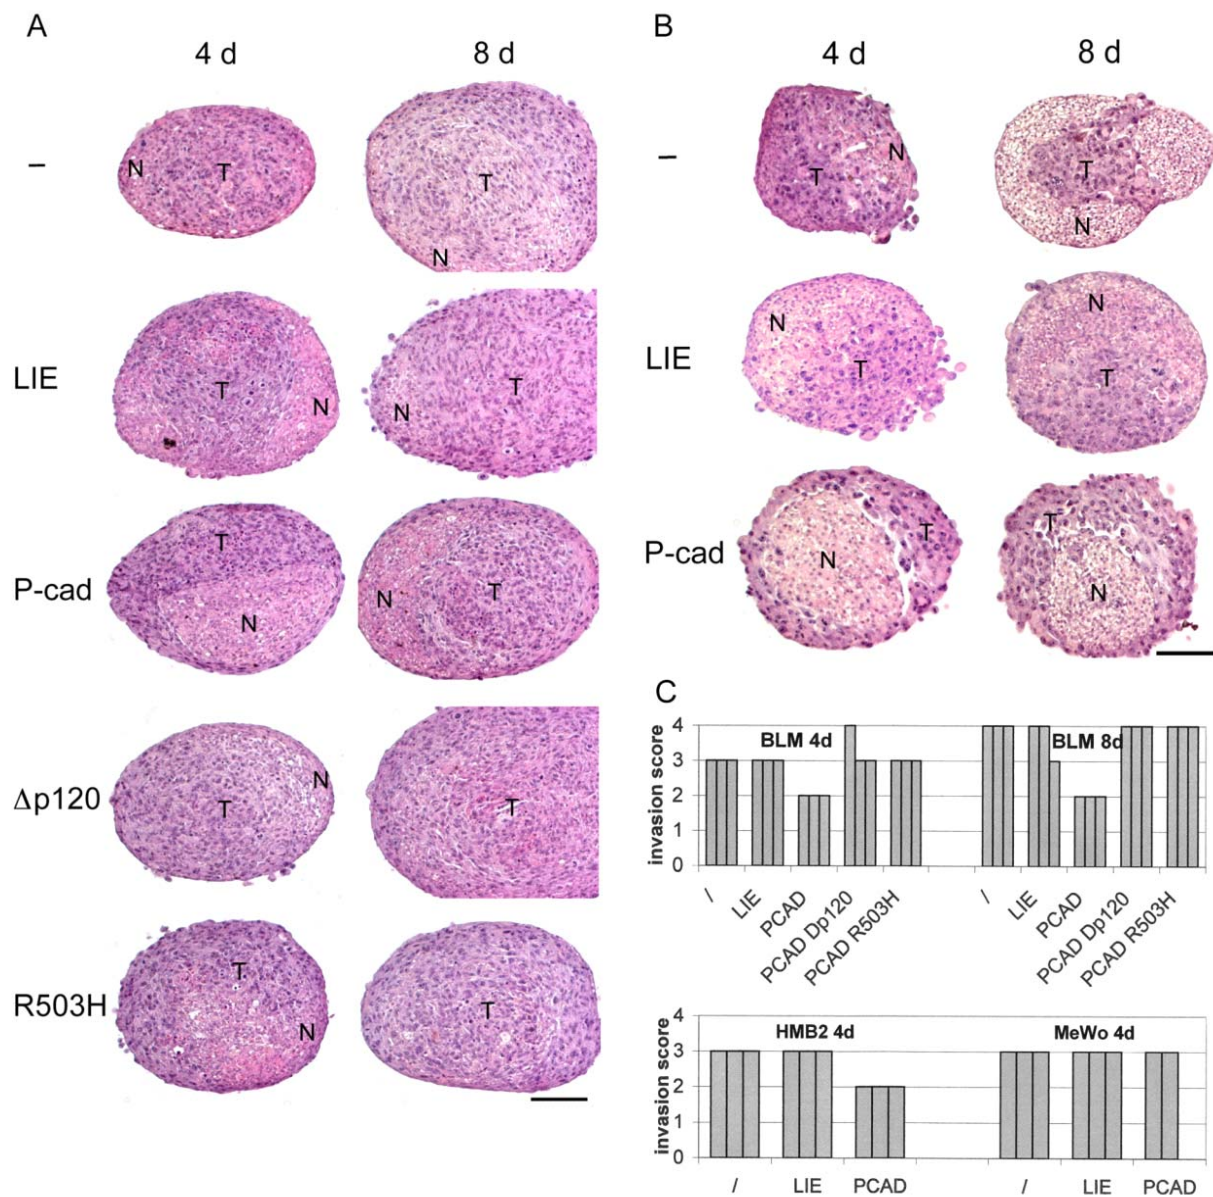 A
4 d 8 d
–
N T T N
LIE
T N N T
P-cad
T N N T
Δp120
T N T
R503H
T N T
B
4 d 8 d
–
T N T N
LIE
N T N T
P-cad
N T T N
C
invasion score
4
3
2
1
0
BLM 4d BLM 8d
/ LIE PCAD PCAD Dp120 PCAD R503H / LIE PCAD PCAD Dp120 PCAD R503H
invasion score
4
3
2
1
0
HMB2 4d MeWo 4d
/ LIE PCAD / LIE PCAD